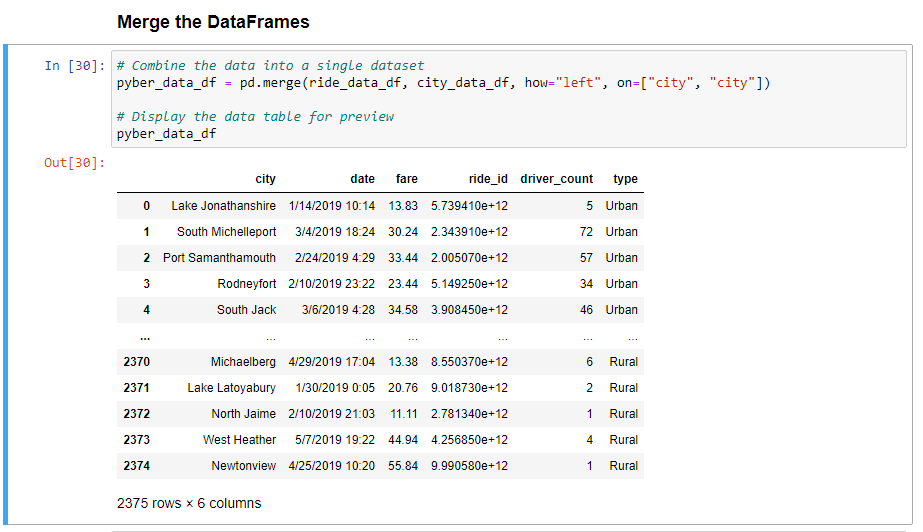 Merge the DataFrames
In [30]: # Combine the data into a single dataset
pyber_data_df = pd.merge(ride_data_df, city_data_df, how="left", on=["city", "city"])
# Display the data table for preview
pyber_data_df
Out[30]:
city date fare ride_id driver_count type
0 Lake Jonathanshire 1/14/2019 10:14 13.83 5.739410e+12 5 Urban
1 South Michelleport 3/4/2019 18:24 30.24 2.343910e+12 72 Urban
2 Port Samanthamouth 2/24/2019 4:29 33.44 2.005070e+12 57 Urban
3 Rodneyfort 2/10/2019 23:22 23.44 5.149250e+12 34 Urban
4 South Jack 3/6/2019 4:28 34.58 3.908450e+12 46 Urban
... ... ... ... ... ... ...
2370 Michaelberg 4/29/2019 17:04 13.38 8.550370e+12 6 Rural
2371 Lake Latoyabury 1/30/2019 0:05 20.76 9.018730e+12 2 Rural
2372 North Jaime 2/10/2019 21:03 11.11 2.781340e+12 1 Rural
2373 West Heather 5/7/2019 19:22 44.94 4.256850e+12 4 Rural
2374 Newtonview 4/25/2019 10:20 55.84 9.990580e+12 1 Rural
2375 rows × 6 columns